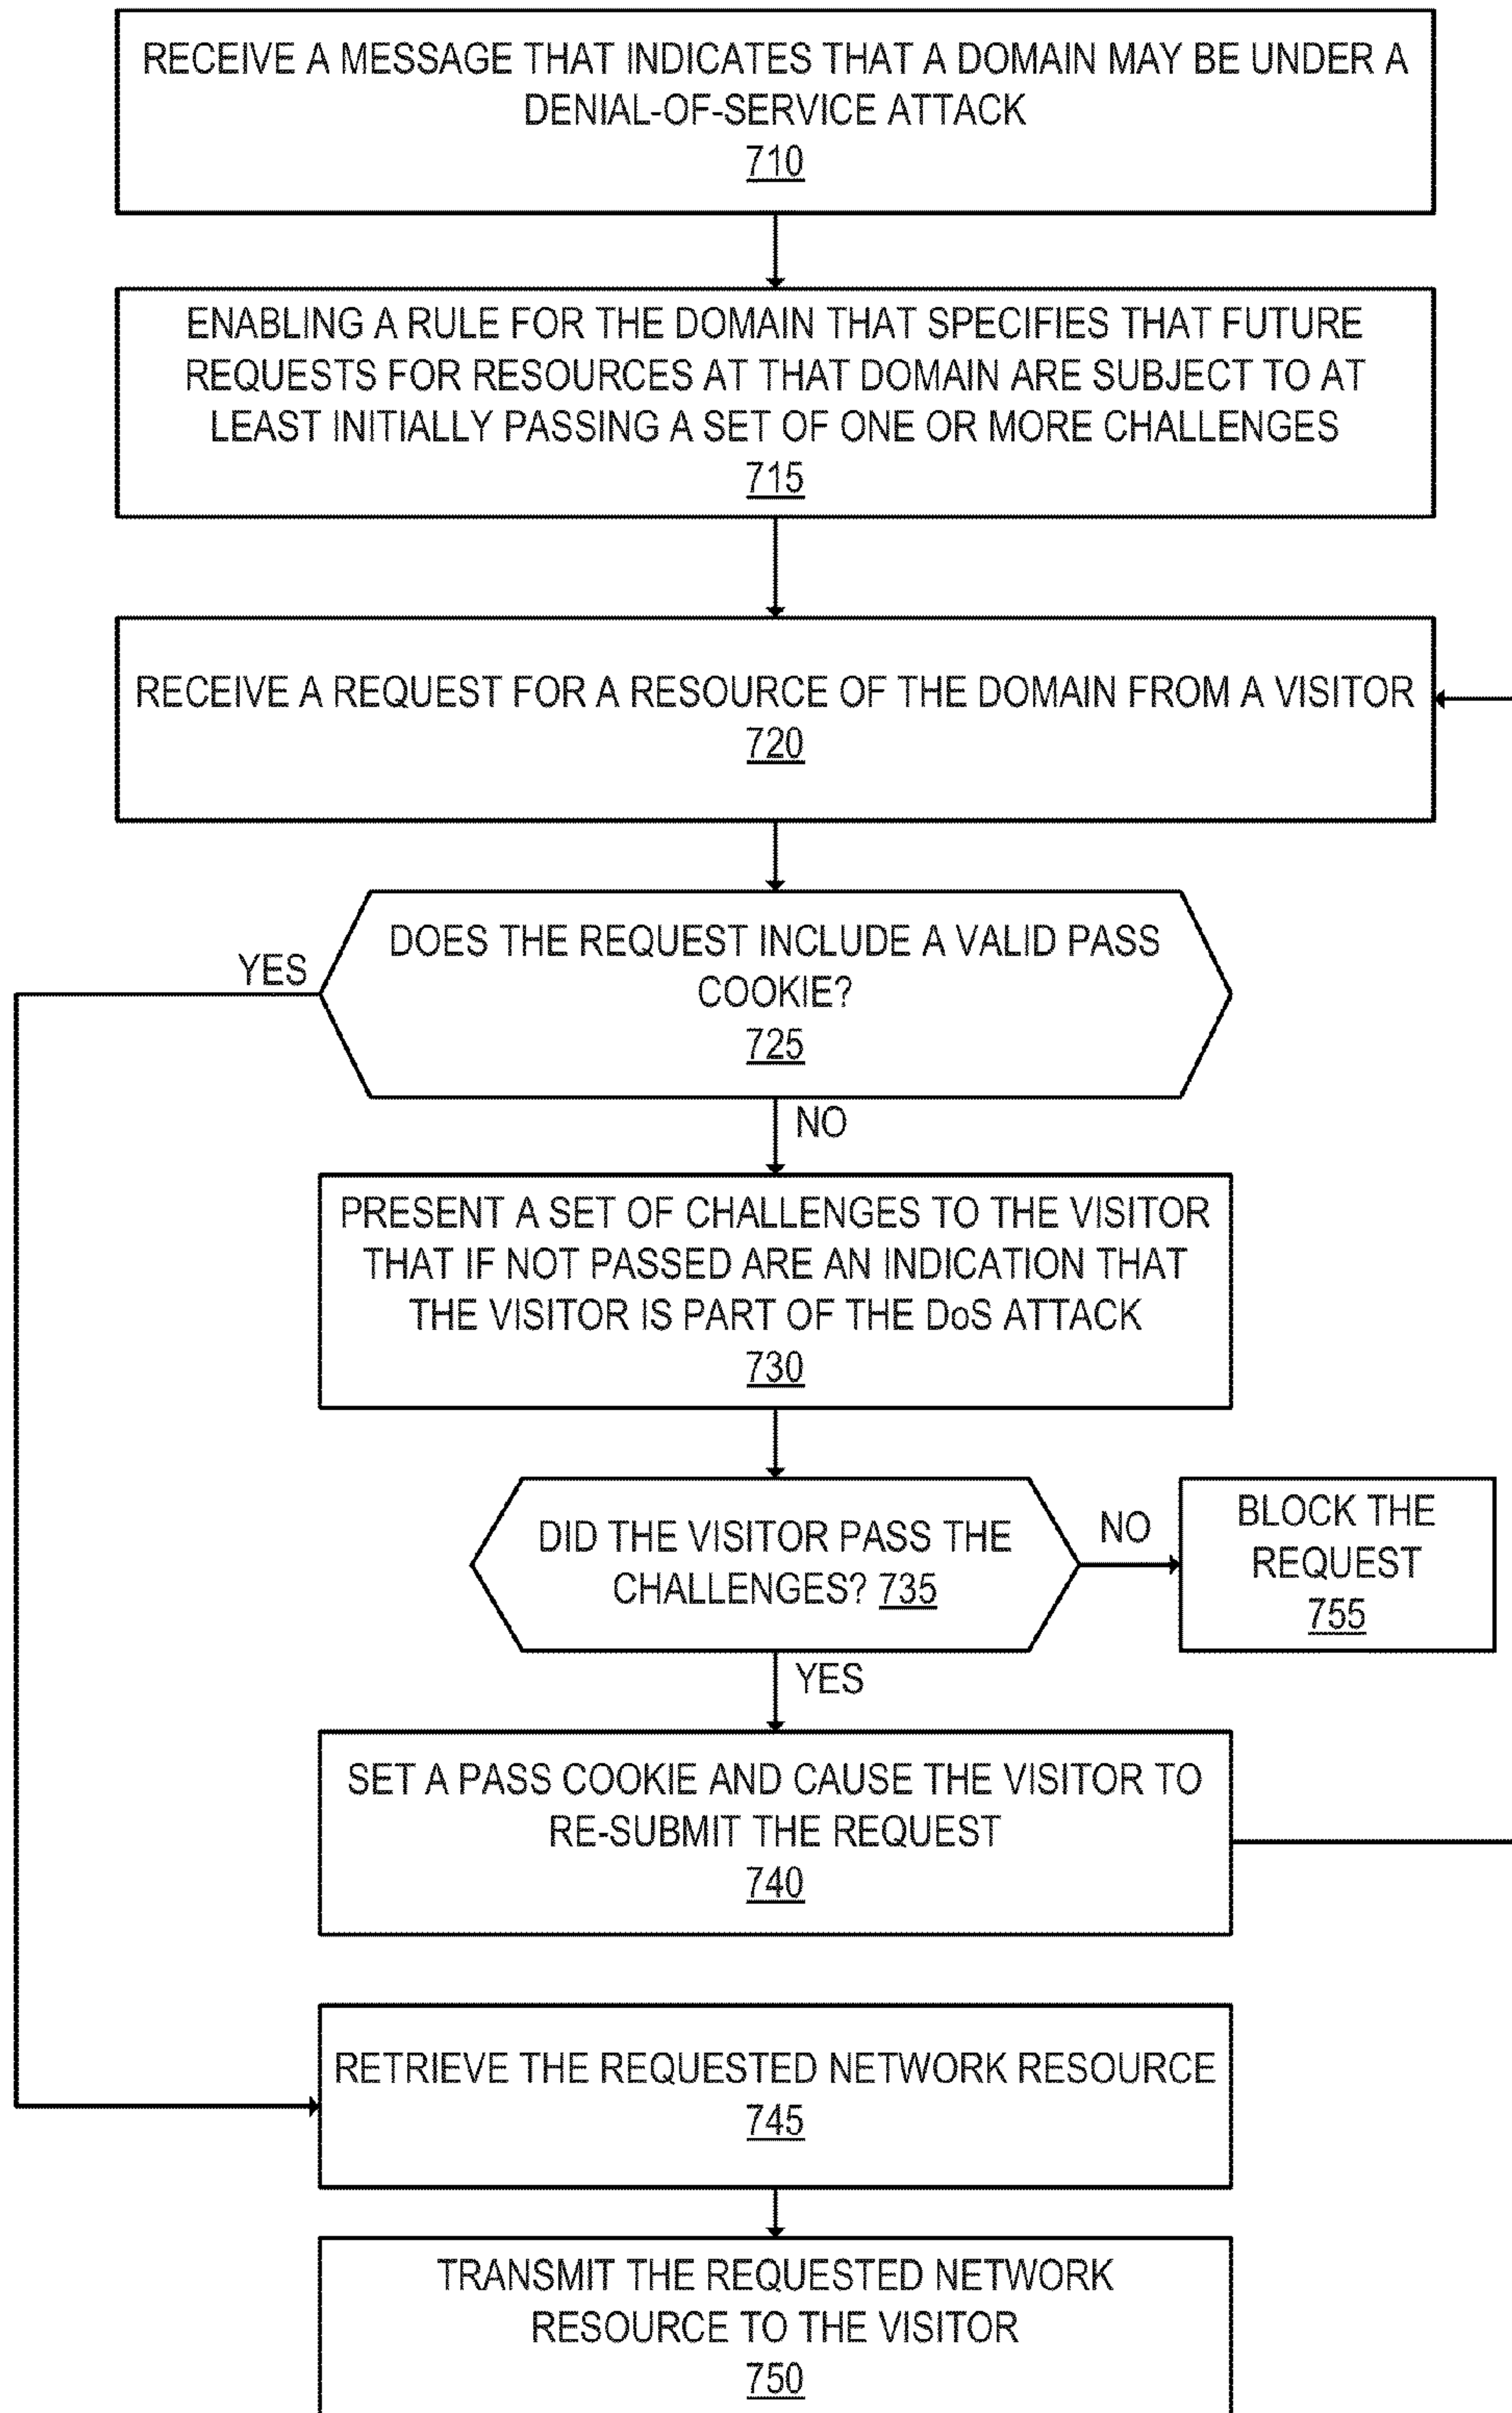 RECEIVE A MESSAGE THAT INDICATES THAT A DOMAIN MAY BE UNDER A
DENIAL-OF-SERVICE ATTACK
710
ENABLING A RULE FOR THE DOMAIN THAT SPECIFIES THAT FUTURE
REQUESTS FOR RESOURCES AT THAT DOMAIN ARE SUBJECT TO AT
LEAST INITIALLY PASSING A SET OF ONE OR MORE CHALLENGES
715
RECEIVE A REQUEST FOR A RESOURCE OF THE DOMAIN FROM A VISITOR
720
DOES THE REQUEST INCLUDE A VALID PASS
COOKIE?
725
YES
NO
PRESENT A SET OF CHALLENGES TO THE VISITOR
THAT IF NOT PASSED ARE AN INDICATION THAT
THE VISITOR IS PART OF THE DoS ATTACK
730
DID THE VISITOR PASS THE
CHALLENGES? 735
NO
BLOCK THE
REQUEST
755
YES
SET A PASS COOKIE AND CAUSE THE VISITOR TO
RE-SUBMIT THE REQUEST
740
RETRIEVE THE REQUESTED NETWORK RESOURCE
745
TRANSMIT THE REQUESTED NETWORK
RESOURCE TO THE VISITOR
750